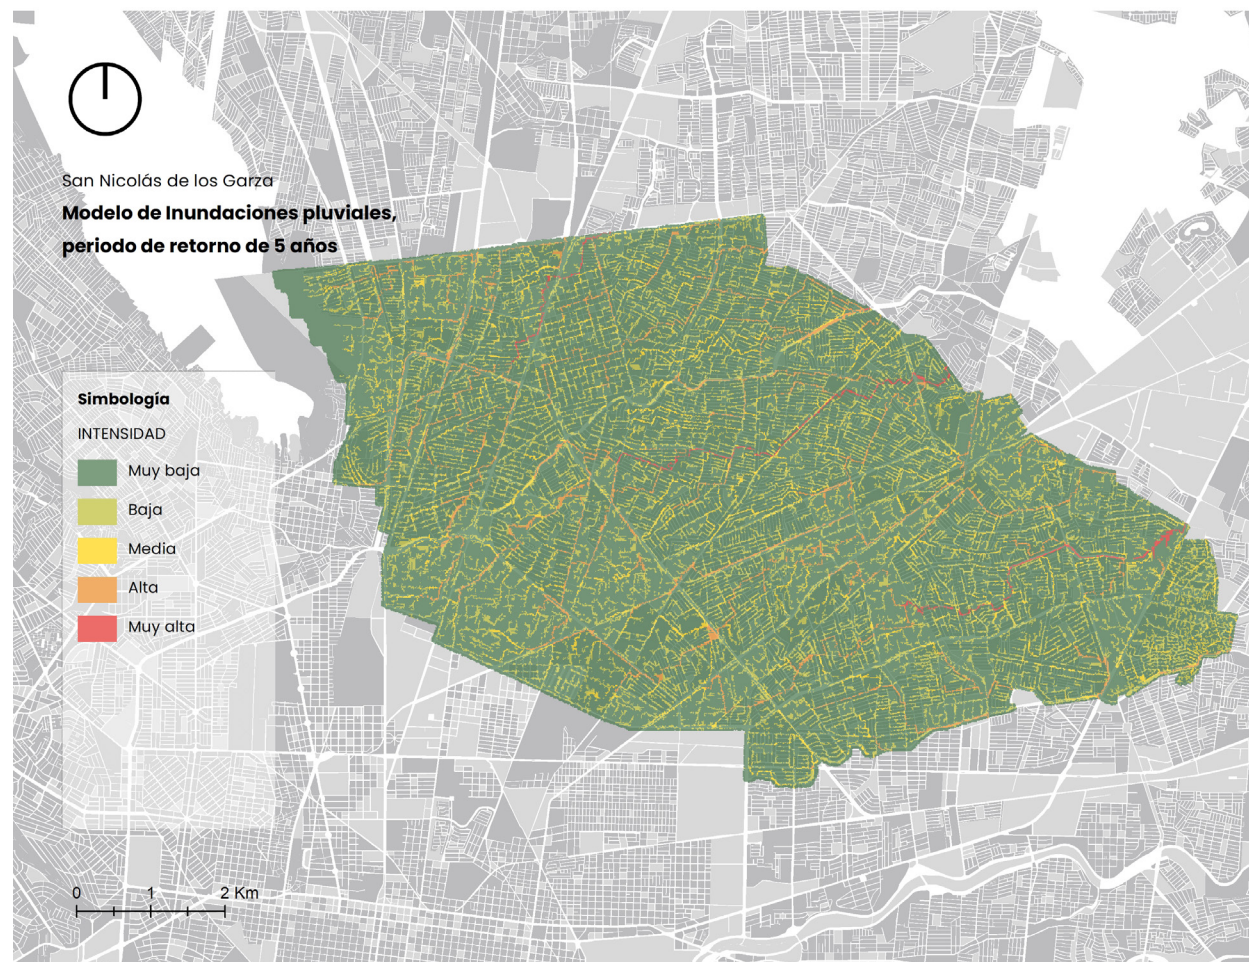 San Nicolás de los Garza
Modelo de Inundaciones pluviales,
periodo de retorno de 5 años
Simbología
INTENSIDAD
Muy baja
Baja
Media
Alta
Muy alta
0 1 2 Km